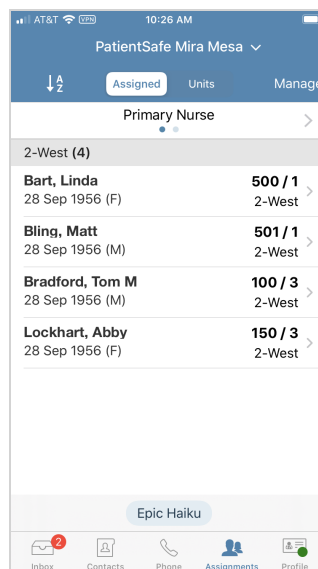 AT&T VPN 10:26 AM
PatientSafe Mira Mesa
A Z Assigned Units Manage
Primary Nurse
2-West (4)
Bart, Linda 500 / 1
28 Sep 1956 (F) 2-West
Bling, Matt 501 / 1
28 Sep 1956 (M) 2-West
Bradford, Tom M 100 / 3
28 Sep 1956 (M) 2-West
Lockhart, Abby 150 / 3
28 Sep 1956 (F) 2-West
Epic Haiku
2
Inbox Contacts Phone Assignments Profile